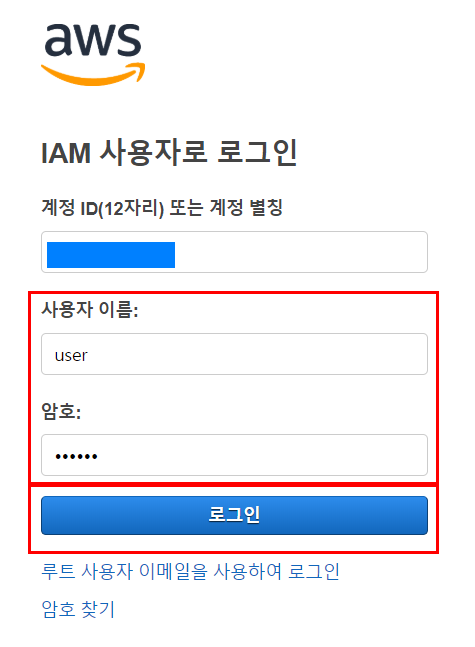 aws
IAM 사용자로 로그인
계정 ID(12자리) 또는 계정 별칭
사용자 이름:
user
암호:
••••••
로그인
루트 사용자 이메일을 사용하여 로그인
암호 찾기